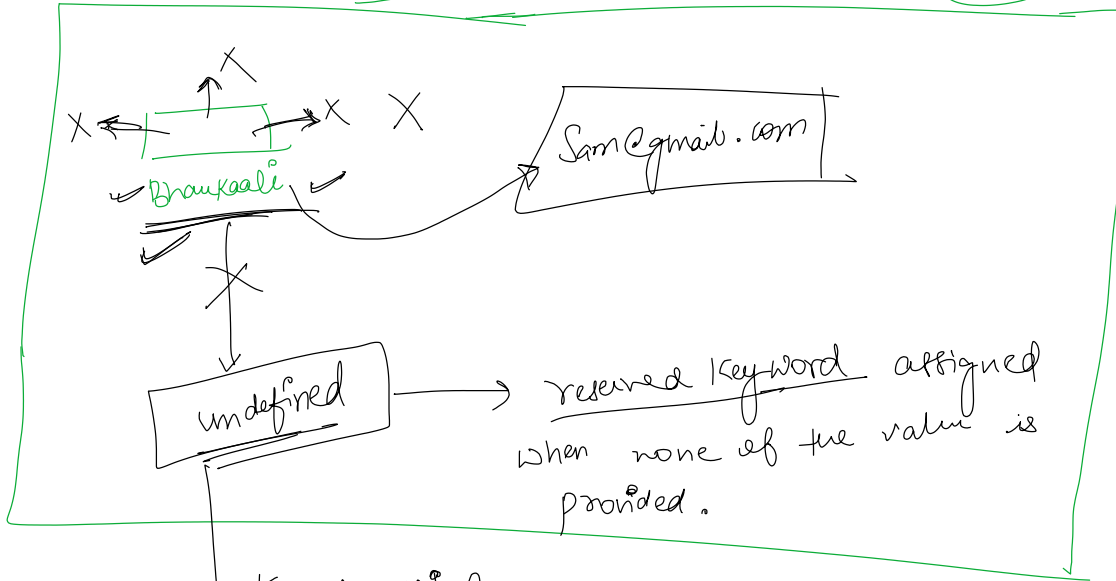 X
X
X
X
Sam@gmail.com
Bhaukaali
undefined
reserved keyword assigned
when none of the value is
provided.